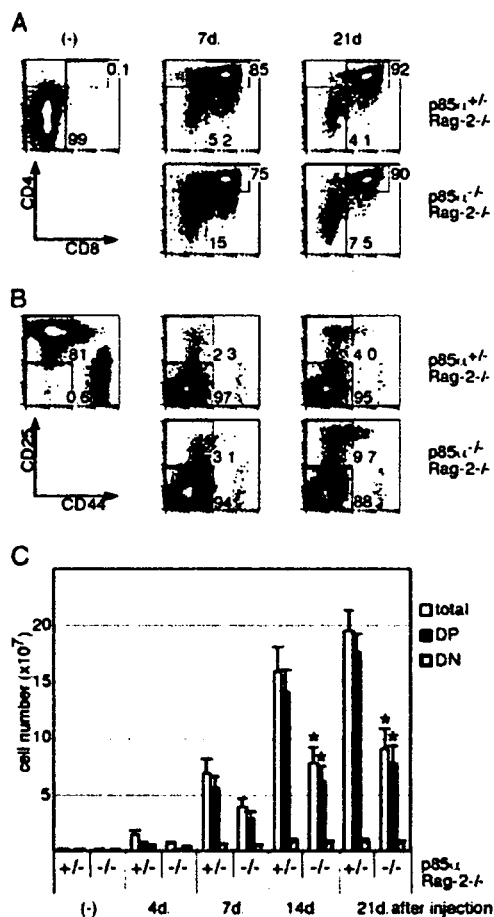 A
(-) 7d. 21d
0.1 85 92
99 5 2 4 1
p85α+/-
Rag-2-/-
75 90
15 7 5
p85α-/-
Rag-2-/-
CD4
CD8
B
81 2 3 4 0
0.6 97 95
p85α+/-
Rag-2-/-
3 1 9 7
94 88
p85α-/-
Rag-2-/-
CD25
CD44
C
cell number (x10⁷)
20
15
10
5
total
DP
DN
* * * *
+/- -/- +/- -/- +/- -/- +/- -/- +/- -/- p85α
Rag-2-/-
(-) 4d. 7d. 14d. 21d. after injection